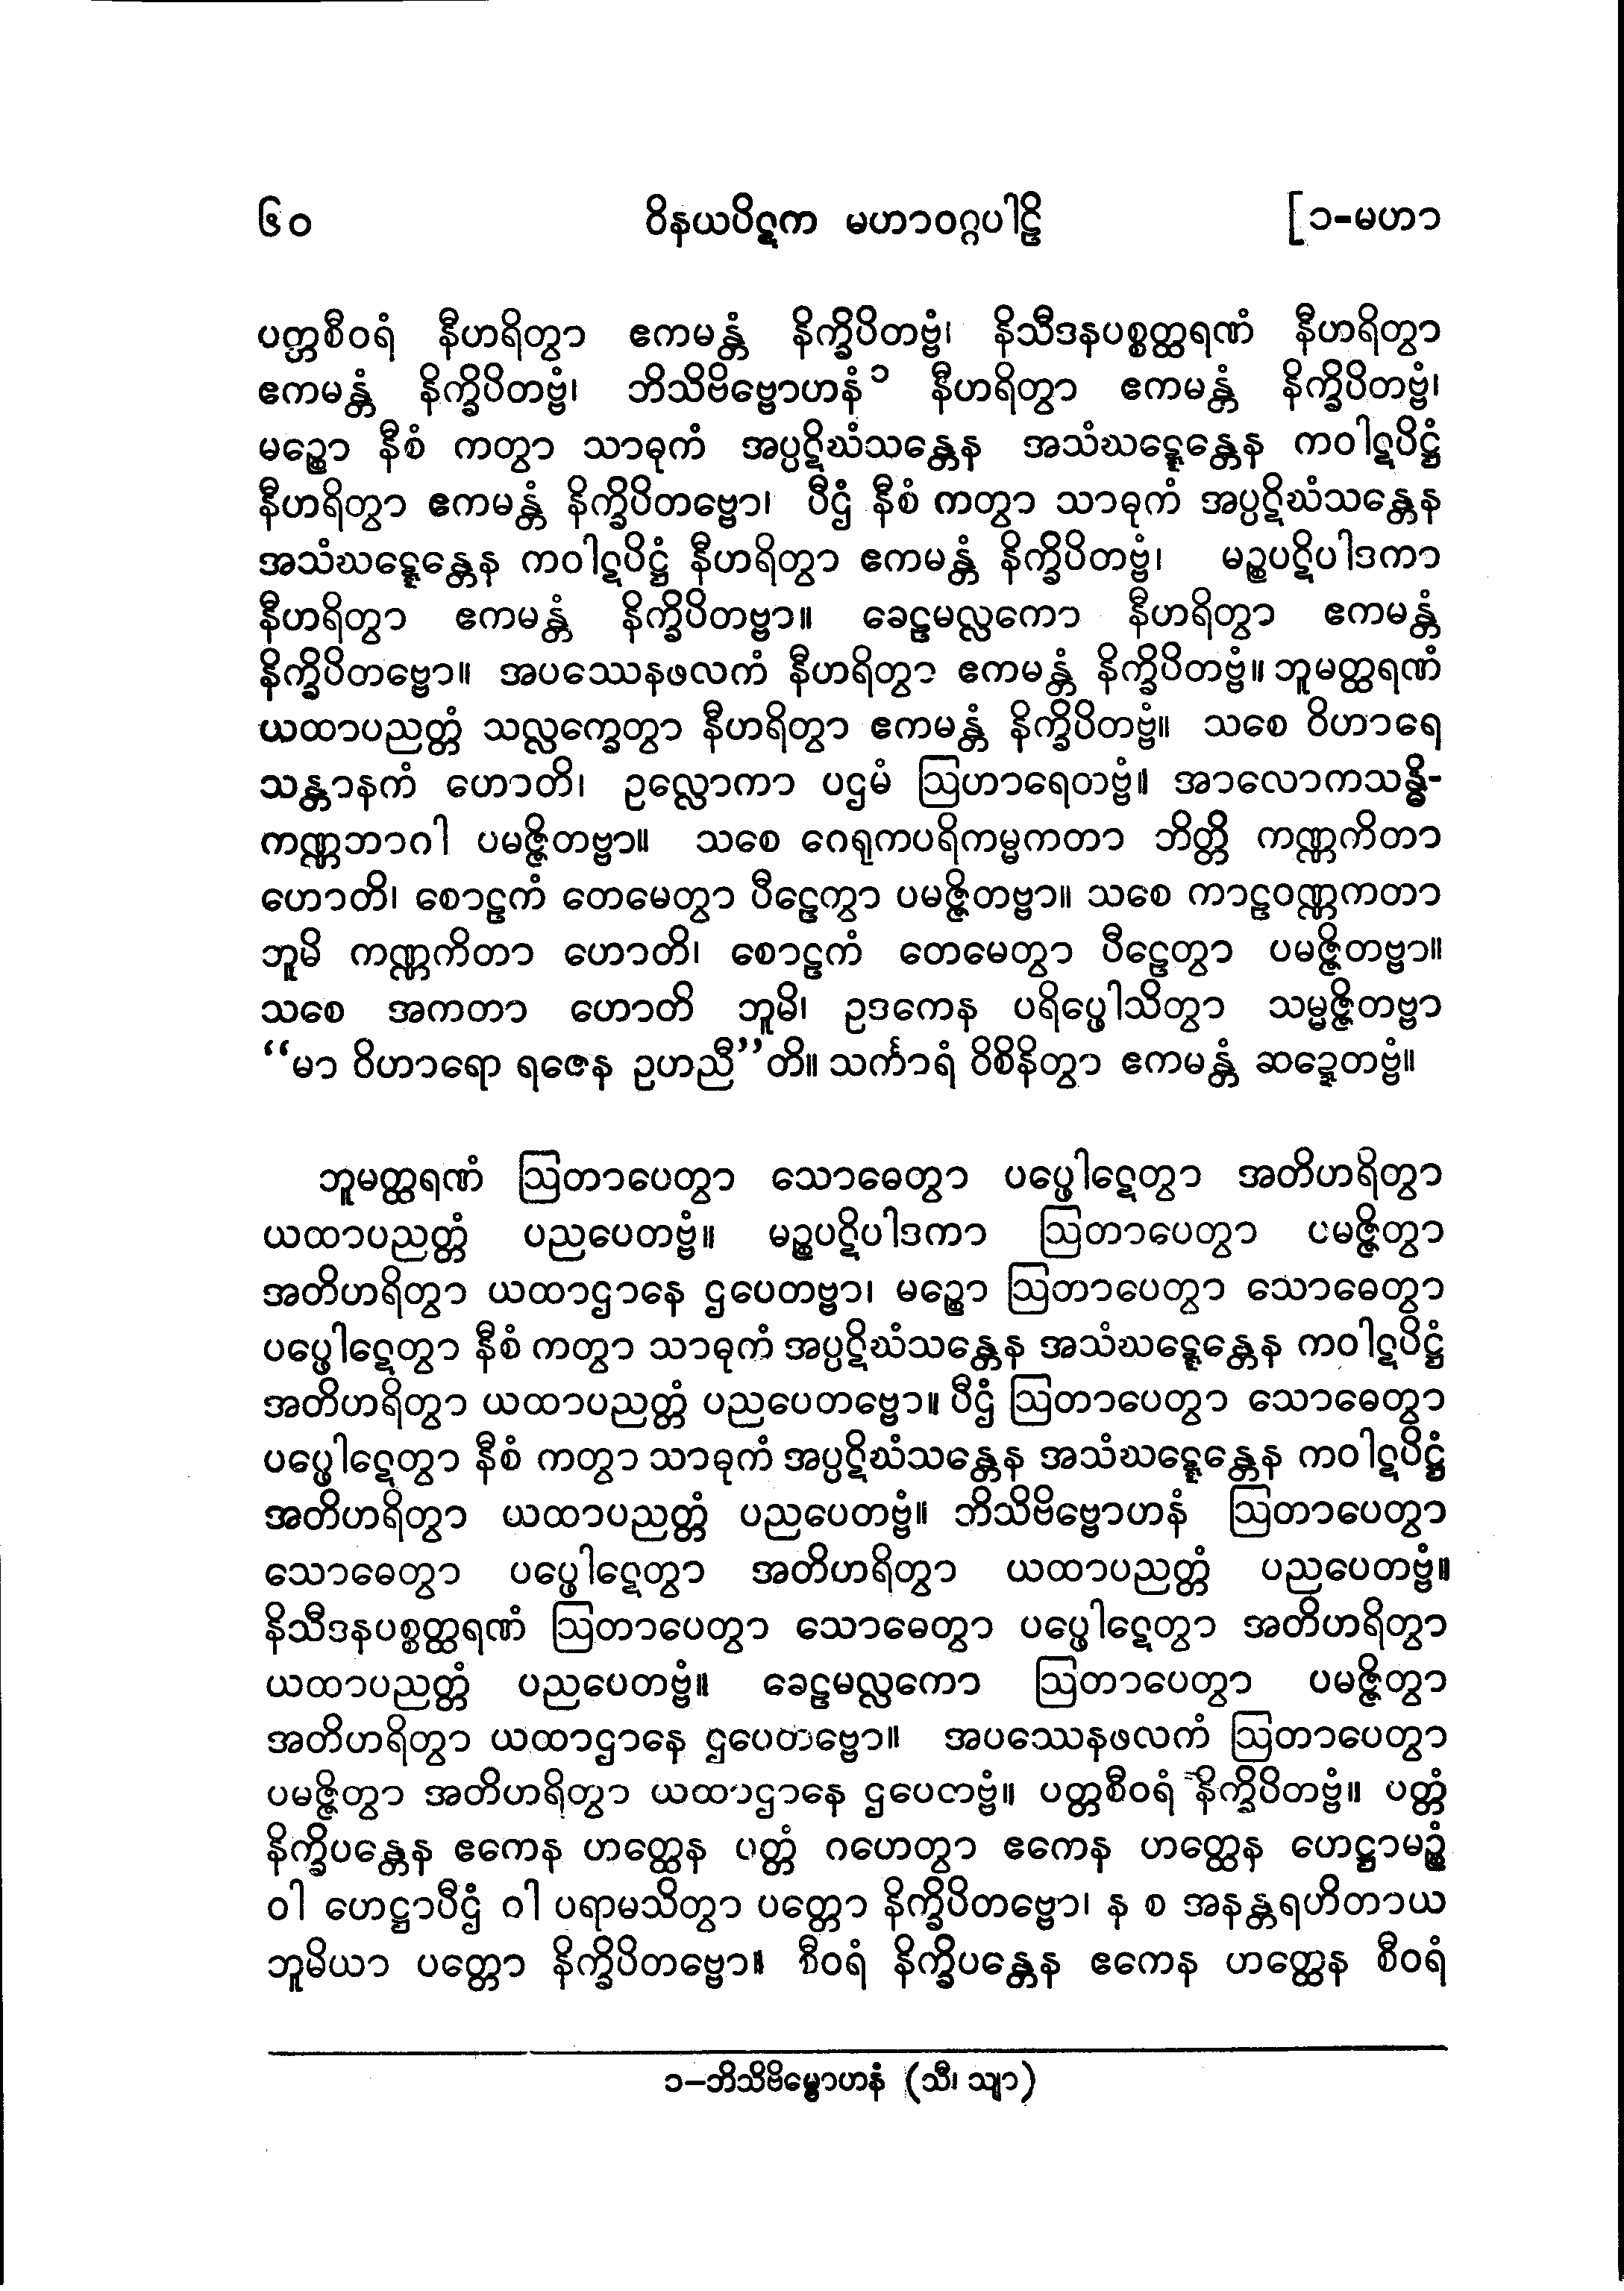 ၆၀ ဝိနယပိဋက မဟာဝဂ္ဂပါဠိ [၁-မဟာ
ပတ္တစီဝရံ နီဟရိတွာ ဧကမန္တံ နိက္ခိပိတဗ္ဗံ၊ နိသီဒနပစ္စတ္ထရဏံ နီဟရိတွာ
ဧကမန္တံ နိက္ခိပိတဗ္ဗံ၊ ဘိသိဗိဗ္ဗောဟနံ၁ နီဟရိတွာ ဧကမန္တံ နိက္ခိပိတဗ္ဗံ၊
မဉ္စော နီစံ ကတွာ သာဓုကံ အပ္ပဋိဃံသန္တေန အသံဃဋ္ဋေန္တေန ကဝါဋပိဋ္ဌံ
နီဟရိတွာ ဧကမန္တံ နိက္ခိပိတဗ္ဗော၊ ပီဌံ နီစံ ကတွာ သာဓုကံ အပ္ပဋိဃံသန္တေန
အသံဃဋ္ဋေန္တေန ကဝါဋပိဋ္ဌံ နီဟရိတွာ ဧကမန္တံ နိက္ခိပိတဗ္ဗံ၊ မဉ္စပဋိပါဒကာ
နီဟရိတွာ ဧကမန္တံ နိက္ခိပိတဗ္ဗာ။ ခေဠမလ္လကော နီဟရိတွာ ဧကမန္တံ
နိက္ခိပိတဗ္ဗော။ အပဿေနဖလကံ နီဟရိတွာ ဧကမန္တံ နိက္ခိပိတဗ္ဗံ။ ဘူမတ္ထရဏံ
ယထာပညတ္တံ သလ္လက္ခေတွာ နီဟရိတွာ ဧကမန္တံ နိက္ခိပိတဗ္ဗံ။ သစေ ဝိဟာရေ
သန္တာနကံ ဟောတိ၊ ဥလ္လောကာ ပဌမံ ဩဟာရေတဗ္ဗံ။ အာလောကသန္ဓိ-
ကဏ္ဏဘာဂါ ပမဇ္ဇိတဗ္ဗာ။ သစေ ဂေရုကပရိကမ္မကတာ ဘိတ္တိ ကဏ္ဏကိတာ
ဟောတိ၊ စောဠကံ တေမေတွာ ပီဠေတွာ ပမဇ္ဇိတဗ္ဗာ။ သစေ ကာဠဝဏ္ဏကတာ
ဘူမိ ကဏ္ဏကိတာ ဟောတိ၊ စောဠကံ တေမေတွာ ပီဠေတွာ ပမဇ္ဇိတဗ္ဗာ။
သစေ အကတာ ဟောတိ ဘူမိ၊ ဥဒကေန ပရိပ္ဖေါသိတွာ သမ္မဇ္ဇိတဗ္ဗာ
“မာ ဝိဟာရော ရဇေန ဥဟညီ”တိ။ သင်္ကာရံ ဝိစိနိတွာ ဧကမန္တံ ဆဍ္ဍေတဗ္ဗံ။
ဘူမတ္ထရဏံ ဩတာပေတွာ သောဓေတွာ ပပ္ဖေါဋေတွာ အတိဟရိတွာ
ယထာပညတ္တံ ပညပေတဗ္ဗံ။ မဉ္စပဋိပါဒကာ ဩတာပေတွာ ပမဇ္ဇိတွာ
အတိဟရိတွာ ယထာဌာနေ ဌပေတဗ္ဗာ၊ မဉ္စော ဩတာပေတွာ သောဓေတွာ
ပပ္ဖေါဋေတွာ နီစံ ကတွာ သာဓုကံ အပ္ပဋိဃံသန္တေန အသံဃဋ္ဋေန္တေန ကဝါဋပိဋ္ဌံ
အတိဟရိတွာ ယထာပညတ္တံ ပညပေတဗ္ဗော။ ပီဌံ ဩတာပေတွာ သောဓေတွာ
ပပ္ဖေါဋေတွာ နီစံ ကတွာ သာဓုကံ အပ္ပဋိဃံသန္တေန အသံဃဋ္ဋေန္တေန ကဝါဋပိဋ္ဌံ
အတိဟရိတွာ ယထာပညတ္တံ ပညပေတဗ္ဗံ။ ဘိသိဗိဗ္ဗောဟနံ ဩတာပေတွာ
သောဓေတွာ ပပ္ဖေါဋေတွာ အတိဟရိတွာ ယထာပညတ္တံ ပညပေတဗ္ဗံ။
နိသီဒနပစ္စတ္ထရဏံ ဩတာပေတွာ သောဓေတွာ ပပ္ဖေါဋေတွာ အတိဟရိတွာ
ယထာပညတ္တံ ပညပေတဗ္ဗံ။ ခေဠမလ္လကော ဩတာပေတွာ ပမဇ္ဇိတွာ
အတိဟရိတွာ ယထာဌာနေ ဌပေတဗ္ဗော။ အပဿေနဖလကံ ဩတာပေတွာ
ပမဇ္ဇိတွာ အတိဟရိတွာ ယထာဌာနေ ဌပေတဗ္ဗံ။ ပတ္တစီဝရံ နိက္ခိပိတဗ္ဗံ။ ပတ္တံ
နိက္ခိပန္တေန ဧကေန ဟတ္ထေန ပတ္တံ ဂဟေတွာ ဧကေန ဟတ္ထေန ဟေဋ္ဌာမဉ္စံ
ဝါ ဟေဋ္ဌာပီဌံ ဝါ ပရာမသိတွာ ပတ္တော နိက္ခိပိတဗ္ဗော၊ န စ အနန္တရဟိတာယ
ဘူမိယာ ပတ္တော နိက္ခိပိတဗ္ဗော။ စီဝရံ နိက္ခိပန္တေန ဧကေန ဟတ္ထေန စီဝရံ
၁–ဘိသိဗိမ္ဗောဟနံ (သီ၊ သျာ)